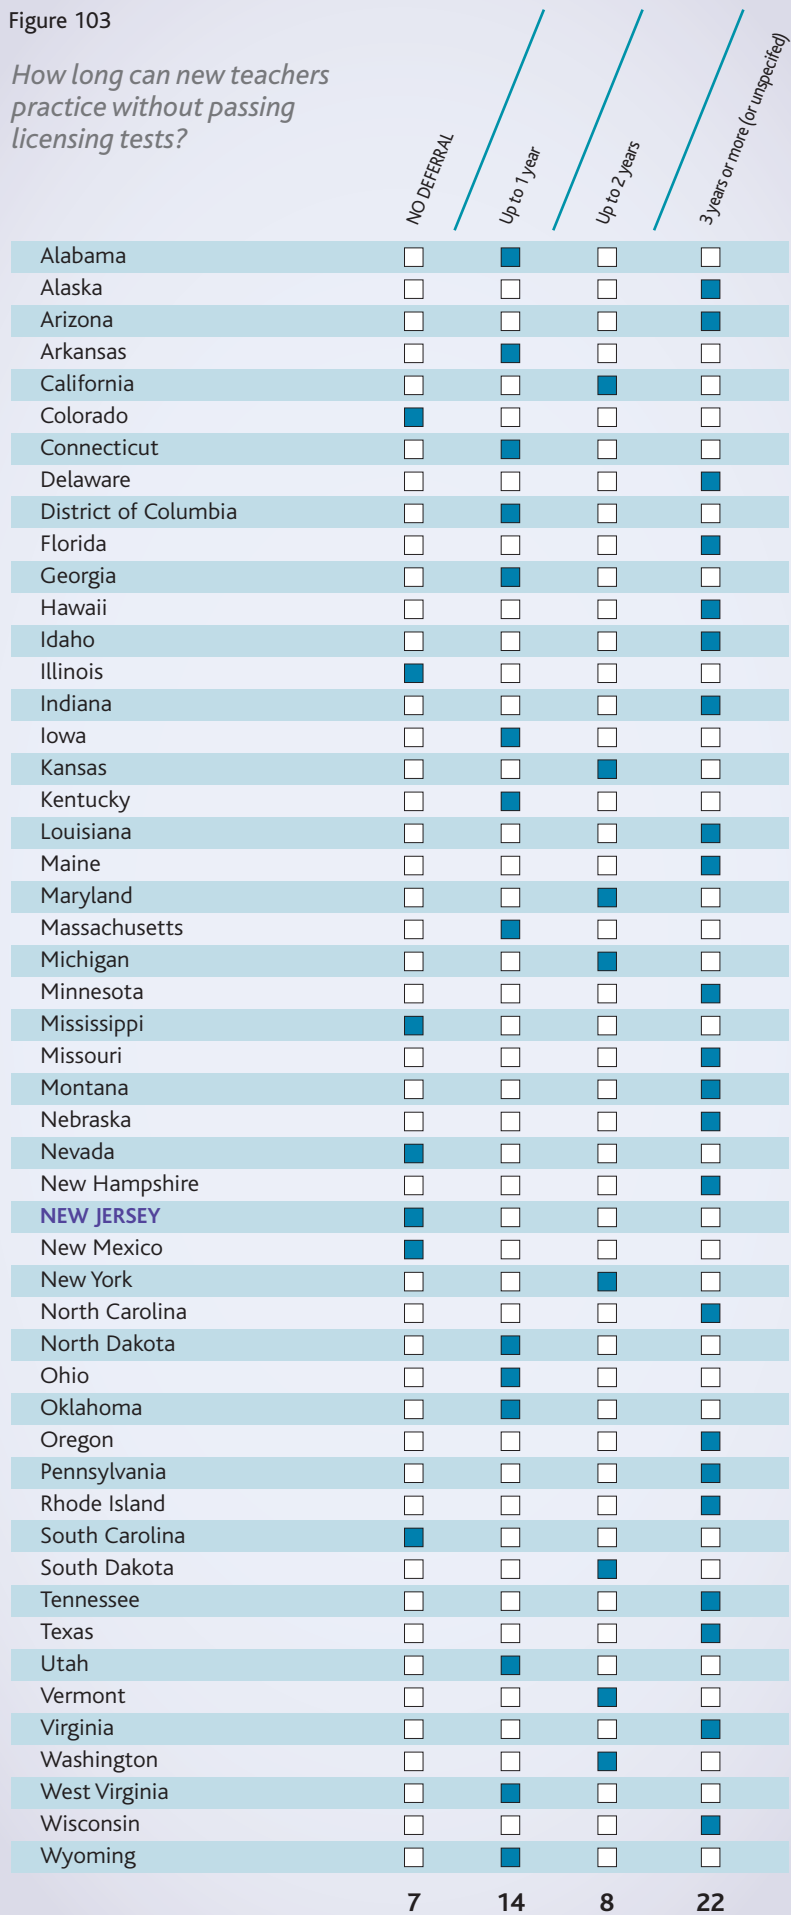 Figure 103
How long can new teachers
practice without passing
licensing tests?
NO DEFERRAL
Up to 1 year
Up to 2 years
3 years or more (or unspecifed)
Alabama
Alaska
Arizona
Arkansas
California
Colorado
Connecticut
Delaware
District of Columbia
Florida
Georgia
Hawaii
Idaho
Illinois
Indiana
Iowa
Kansas
Kentucky
Louisiana
Maine
Maryland
Massachusetts
Michigan
Minnesota
Mississippi
Missouri
Montana
Nebraska
Nevada
New Hampshire
NEW JERSEY
New Mexico
New York
North Carolina
North Dakota
Ohio
Oklahoma
Oregon
Pennsylvania
Rhode Island
South Carolina
South Dakota
Tennessee
Texas
Utah
Vermont
Virginia
Washington
West Virginia
Wisconsin
Wyoming
7 14 8 22